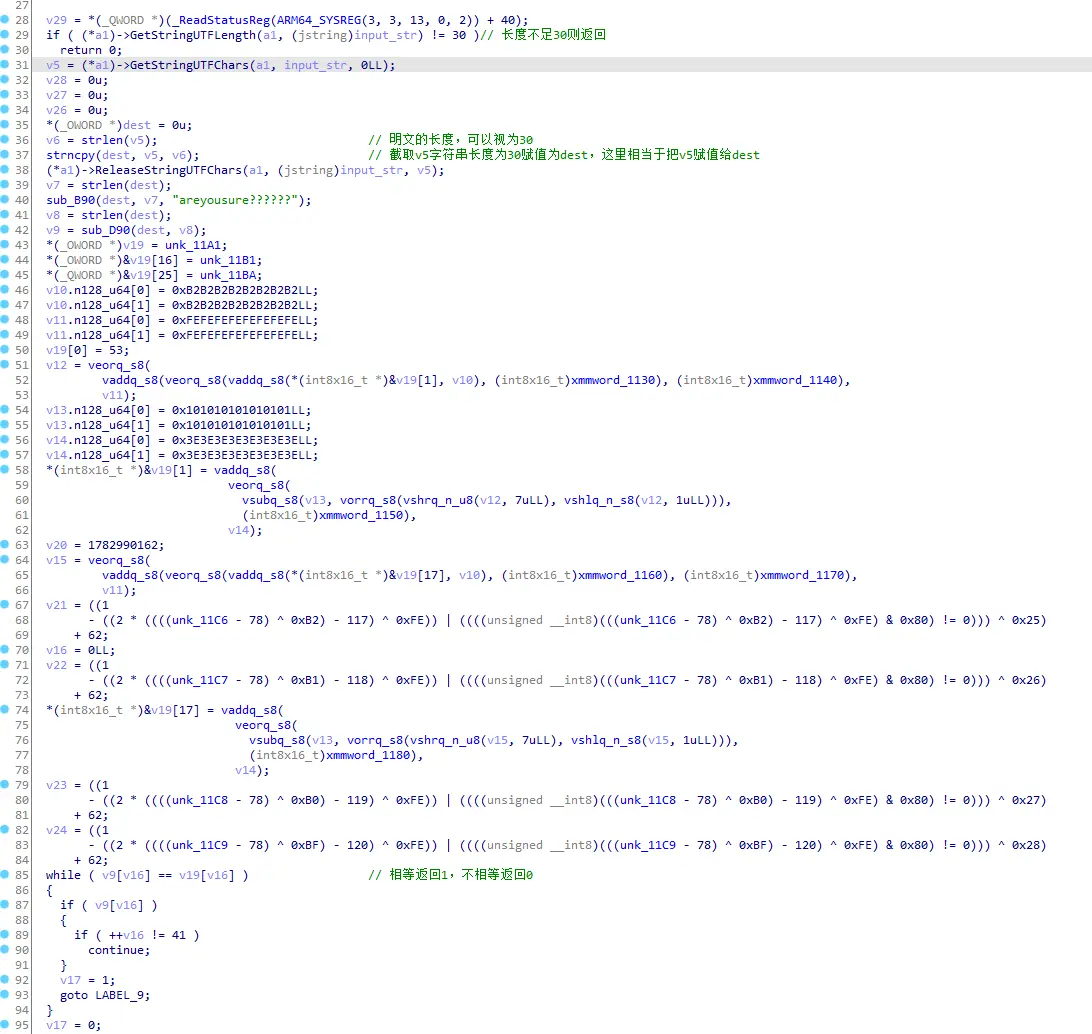 27
28 v29 = *(_QWORD *)(_ReadStatusReg(ARM64_SYSREG(3, 3, 13, 0, 2)) + 40);
29 if ( (*a1)->GetStringUTFLength(a1, (jstring)input_str) != 30 )// 长度不足30则返回
30 return 0;
31 v5 = (*a1)->GetStringUTFChars(a1, input_str, 0LL);
32 v28 = 0u;
33 v27 = 0u;
34 v26 = 0u;
35 *(_OWORD *)dest = 0u;
36 v6 = strlen(v5); // 明文的长度，可以视为30
37 strncpy(dest, v5, v6); // 截取v5字符串长度为30赋值为dest，这里相当于把v5赋值给dest
38 (*a1)->ReleaseStringUTFChars(a1, (jstring)input_str, v5);
39 v7 = strlen(dest);
40 sub_B90(dest, v7, "areyousure??????");
41 v8 = strlen(dest);
42 v9 = sub_D90(dest, v8);
43 *(_OWORD *)v19 = unk_11A1;
44 *(_OWORD *)&v19[16] = unk_11B1;
45 *(_QWORD *)&v19[25] = unk_11BA;
46 v10.n128_u64[0] = 0xB2B2B2B2B2B2B2B2LL;
47 v10.n128_u64[1] = 0xB2B2B2B2B2B2B2B2LL;
48 v11.n128_u64[0] = 0xFEFEFEFEFEFEFEFELL;
49 v11.n128_u64[1] = 0xFEFEFEFEFEFEFEFELL;
50 v19[0] = 53;
51 v12 = veorq_s8(
52 vaddq_s8(veorq_s8(vaddq_s8(*(int8x16_t *)&v19[1], v10), (int8x16_t)xmmword_1130), (int8x16_t)xmmword_1140),
53 v11);
54 v13.n128_u64[0] = 0x101010101010101LL;
55 v13.n128_u64[1] = 0x101010101010101LL;
56 v14.n128_u64[0] = 0x3E3E3E3E3E3E3E3ELL;
57 v14.n128_u64[1] = 0x3E3E3E3E3E3E3E3ELL;
58 *(int8x16_t *)&v19[1] = vaddq_s8(
59 veorq_s8(
60 vsubq_s8(v13, vorrq_s8(vshrq_n_u8(v12, 7uLL), vshlq_n_s8(v12, 1uLL))),
61 (int8x16_t)xmmword_1150),
62 v14);
63 v20 = 1782990162;
64 v15 = veorq_s8(
65 vaddq_s8(veorq_s8(vaddq_s8(*(int8x16_t *)&v19[17], v10), (int8x16_t)xmmword_1160), (int8x16_t)xmmword_1170),
66 v11);
67 v21 = ((1
68 - ((2 * ((((unk_11C6 - 78) ^ 0xB2) - 117) ^ 0xFE)) | ((((unsigned __int8)(((unk_11C6 - 78) ^ 0xB2) - 117) ^ 0xFE) & 0x80) != 0))) ^ 0x25)
69 + 62;
70 v16 = 0LL;
71 v22 = ((1
72 - ((2 * ((((unk_11C7 - 78) ^ 0xB1) - 118) ^ 0xFE)) | ((((unsigned __int8)(((unk_11C7 - 78) ^ 0xB1) - 118) ^ 0xFE) & 0x80) != 0))) ^ 0x26)
73 + 62;
74 *(int8x16_t *)&v19[17] = vaddq_s8(
75 veorq_s8(
76 vsubq_s8(v13, vorrq_s8(vshrq_n_u8(v15, 7uLL), vshlq_n_s8(v15, 1uLL))),
77 (int8x16_t)xmmword_1180),
78 v14);
79 v23 = ((1
80 - ((2 * ((((unk_11C8 - 78) ^ 0xB0) - 119) ^ 0xFE)) | ((((unsigned __int8)(((unk_11C8 - 78) ^ 0xB0) - 119) ^ 0xFE) & 0x80) != 0))) ^ 0x27)
81 + 62;
82 v24 = ((1
83 - ((2 * ((((unk_11C9 - 78) ^ 0xBF) - 120) ^ 0xFE)) | ((((unsigned __int8)(((unk_11C9 - 78) ^ 0xBF) - 120) ^ 0xFE) & 0x80) != 0))) ^ 0x28)
84 + 62;
85 while ( v9[v16] == v19[v16] ) // 相等返回1，不相等返回0
86 {
87 if ( v9[v16] )
88 {
89 if ( ++v16 != 41 )
90 continue;
91 }
92 v17 = 1;
93 goto LABEL_9;
94 }
95 v17 = 0;